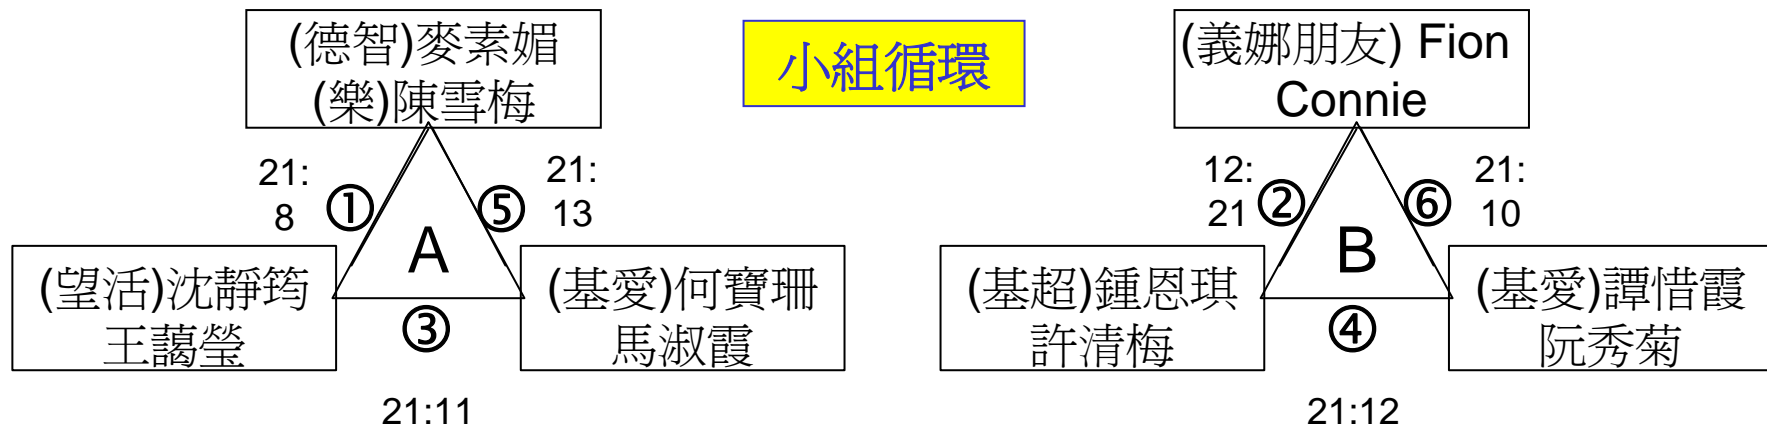 (德智)麥素媚
(樂)陳雪梅
小組循環
(義娜朋友) Fion
Connie
21:
8
①
⑤
21:
13
A
12:
21
②
⑥
21:
10
B
(望活)沈靜筠
王藹瑩
③
(基愛)何寶珊
馬淑霞
(基超)鍾恩琪
許清梅
④
(基愛)譚惜霞
阮秀菊
21:11
21:12